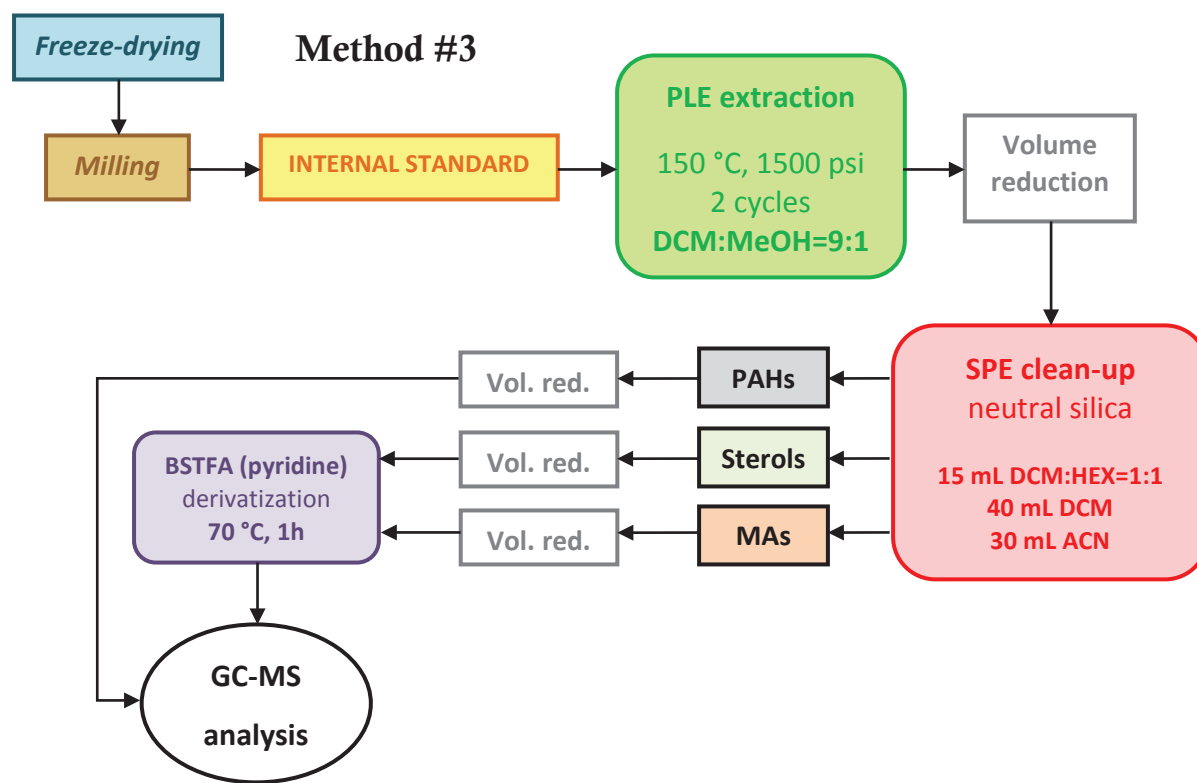 Freeze-drying
Method #3
Milling
INTERNAL STANDARD
PLE extraction
150 °C, 1500 psi
2 cycles
DCM:MeOH=9:1
Volume
reduction
SPE clean-up
neutral silica
15 mL DCM:HEX=1:1
40 mL DCM
30 mL ACN
PAHs
Vol. red.
Sterols
Vol. red.
MAs
Vol. red.
BSTFA (pyridine)
derivatization
70 °C, 1h
GC-MS
analysis